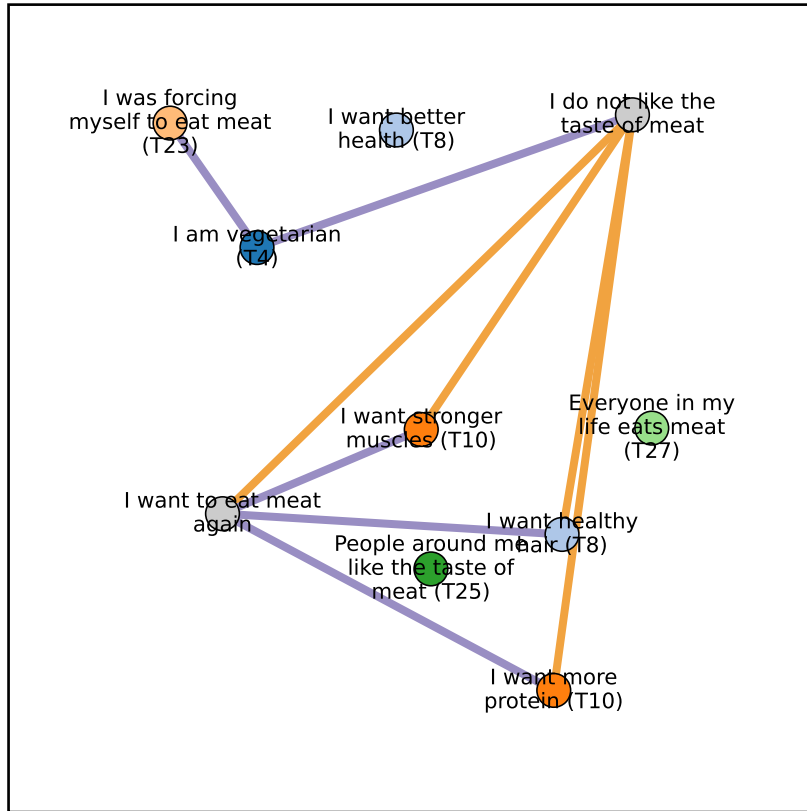 I was forcing
myself to eat meat
(T23)
I want better
health (T8)
I do not like the
taste of meat
I am vegetarian
(T4)
I want stronger
muscles (T10)
Everyone in my
life eats meat
(T27)
I want to eat meat
again
I want healthy
hair (T8)
People around me
like the taste of
meat (T25)
I want more
protein (T10)